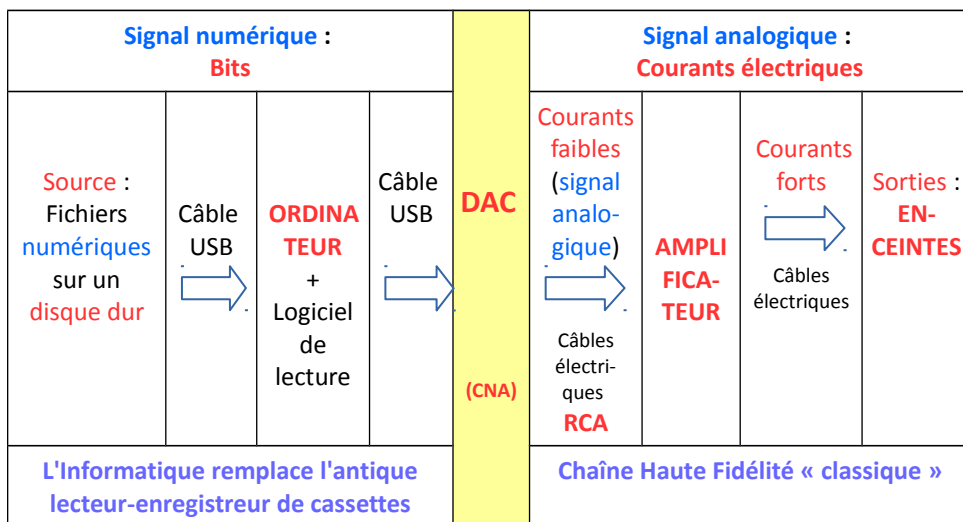 Signal numérique :
Bits
Signal analogique :
Courants électriques
Source :
Fichiers
numériques
sur un
disque dur
Câble
USB
ORDINA
TEUR
+
Logiciel
de
lecture
Câble
USB
DAC
(CNA)
Courants
faibles
(signal
analo-
gique)
Câbles
électri-
ques
RCA
AMPLI
FICA-
TEUR
Courants
forts
Câbles
électriques
Sorties :
EN-
CEINTES
L'Informatique remplace l'antique
lecteur-enregistreur de cassettes
Chaîne Haute Fidélité « classique »